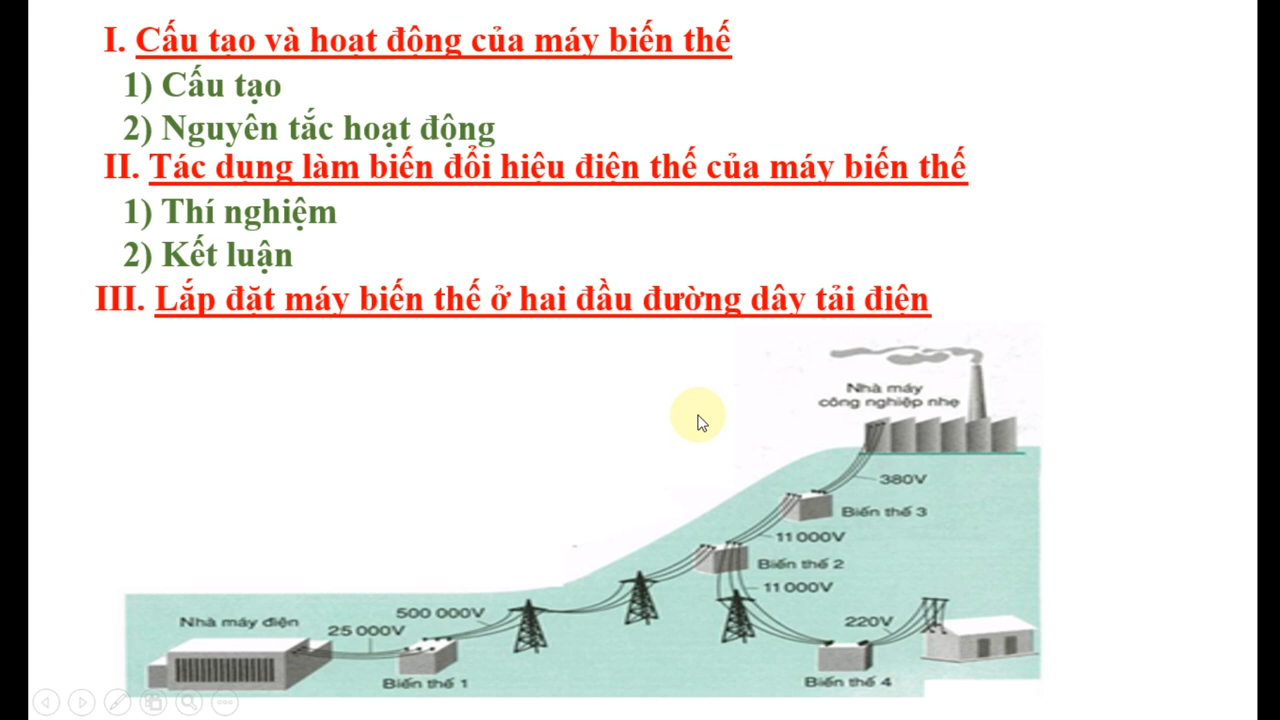 I. Cấu tạo và hoạt động của máy biến thế
1) Cấu tạo
2) Nguyên tắc hoạt động
II. Tác dụng làm biến đổi hiệu điện thế của máy biến thế
1) Thí nghiệm
2) Kết luận
III. Lắp đặt máy biến thế ở hai đầu đường dây tải điện
Nhà máy
công nghiệp nhẹ
380V
Biến thế 3
11 000V
Biến thế 2
11 000V
500 000V
220V
Nhà máy điện
25 000V
Biến thế 1
Biến thế 4